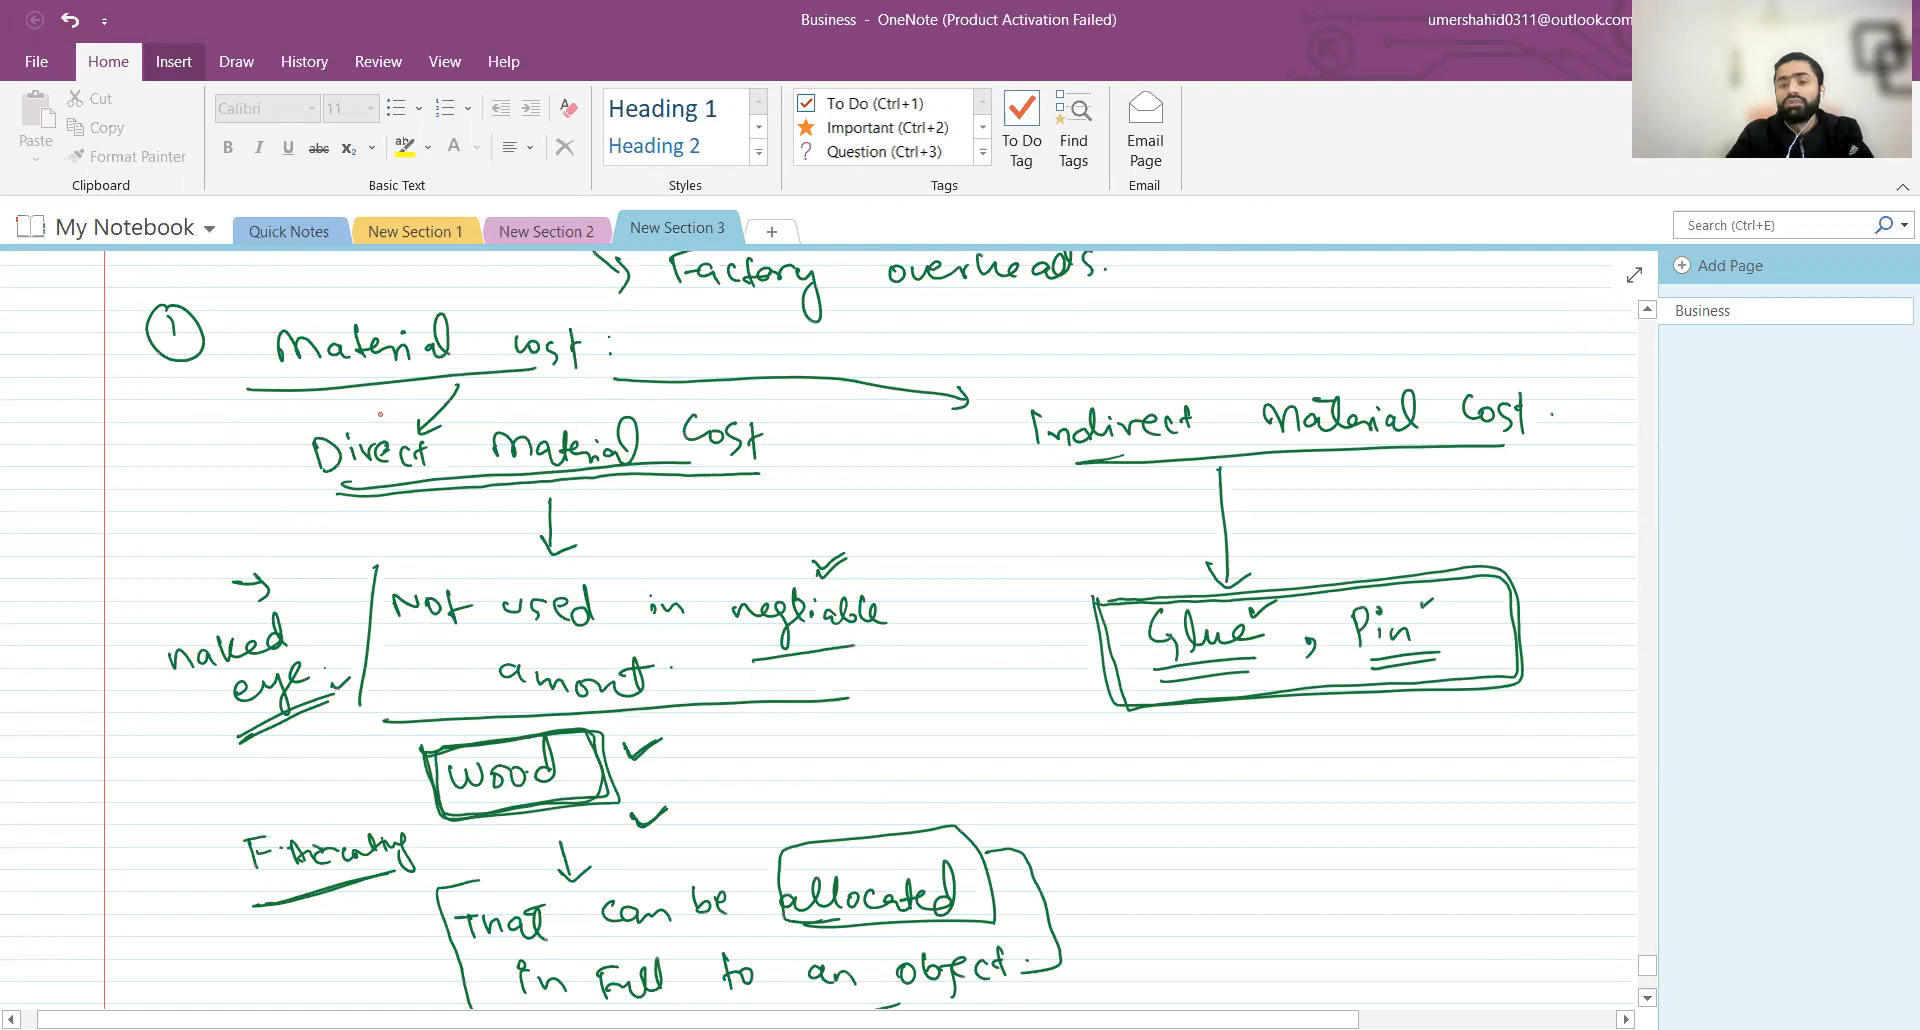 Business - OneNote (Product Activation Failed)
umershahid0311@outlook.com
File Home Insert Draw History Review View Help
Paste
Cut
Copy
Format Painter
Clipboard
Calibri 11
B I U abc X₂ ab A
Basic Text
Heading 1
Heading 2
Styles
To Do (Ctrl+1)
Important (Ctrl+2)
? Question (Ctrl+3)
Tags
To Do Tag
Find Tags
Email Page
Email
My Notebook
Quick Notes
New Section 1
New Section 2
New Section 3
+
Search (Ctrl+E)
Add Page
Business
Factory overheads.
1 Material cost:
Direct Material Cost
Indirect Material Cost.
Not used in negliable
amont.
naked
eye
Glue, Pin
Wood
That can be allocated
in Full to an object.